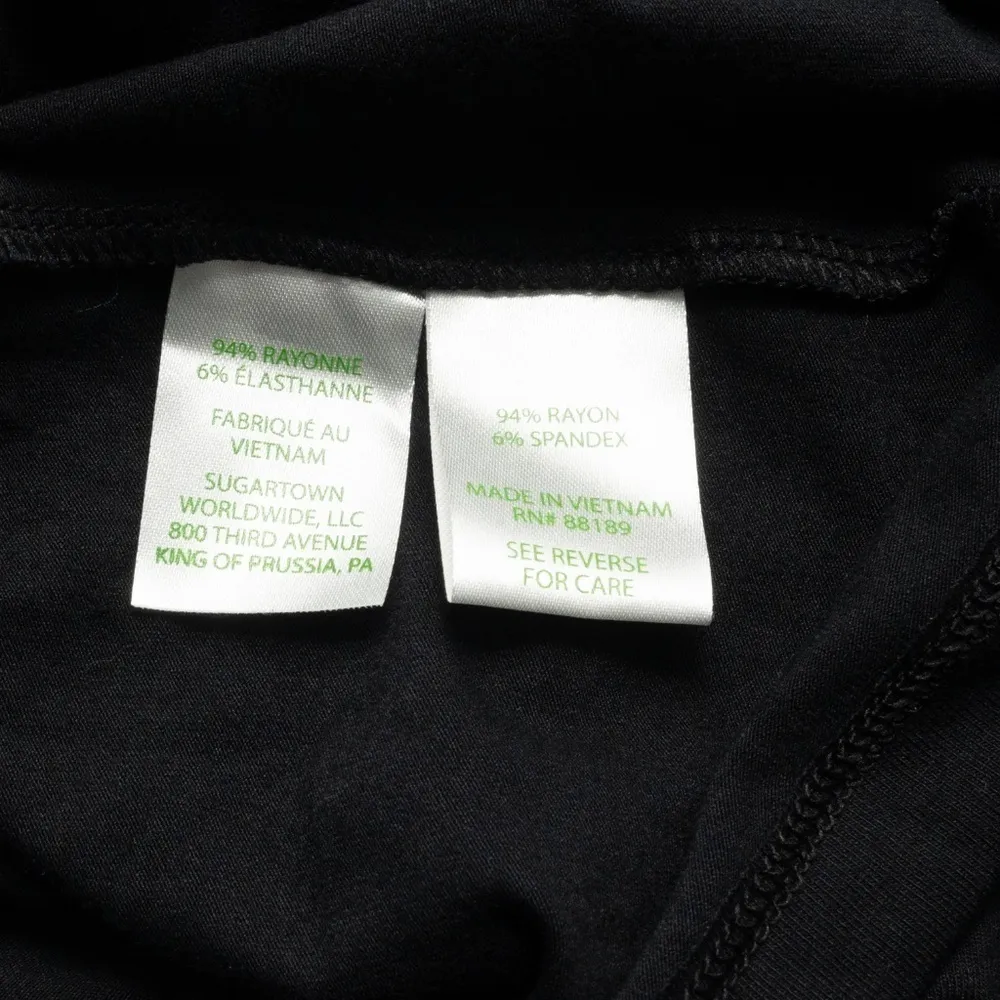 94% RAYONNE
6% ÉLASTHANNE
FABRIQUÉ AU
VIETNAM
SUGARTOWN
WORLDWIDE, LLC
800 THIRD AVENUE
KING OF PRUSSIA, PA
94% RAYON
6% SPANDEX
MADE IN VIETNAM
RN# 88189
SEE REVERSE
FOR CARE